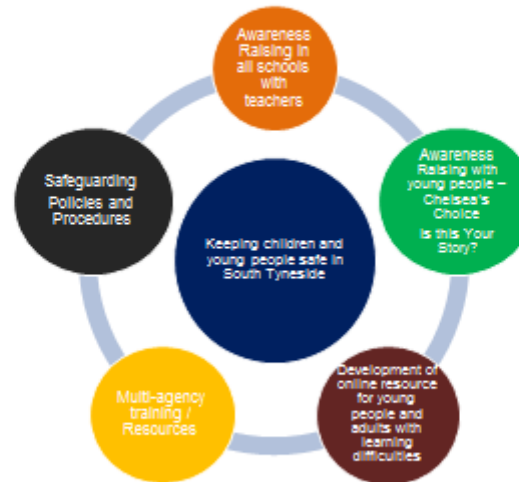 Awareness
Raising in
all schools
with
teachers
Awareness
Raising with
young people –
Chelsea's
Choice
Is this Your
Story?
Safeguarding
Policies and
Procedures
Keeping children and
young people safe in
South Tyneside
Multi-agency
training /
Resources
Development of
online resource
for young
people and
adults with
learning
difficulties